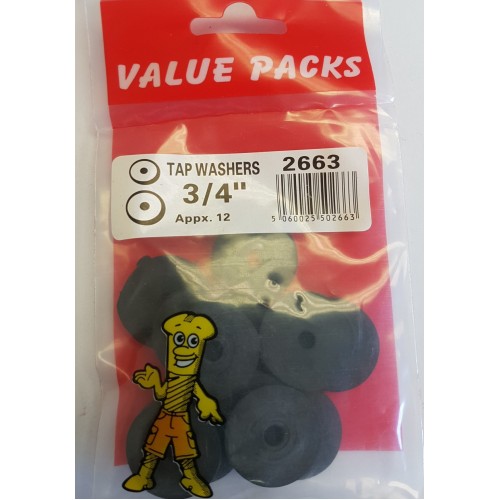 VALUE PACKS
TAP WASHERS 2663
3/4"
Appx. 12
5 060025 502663